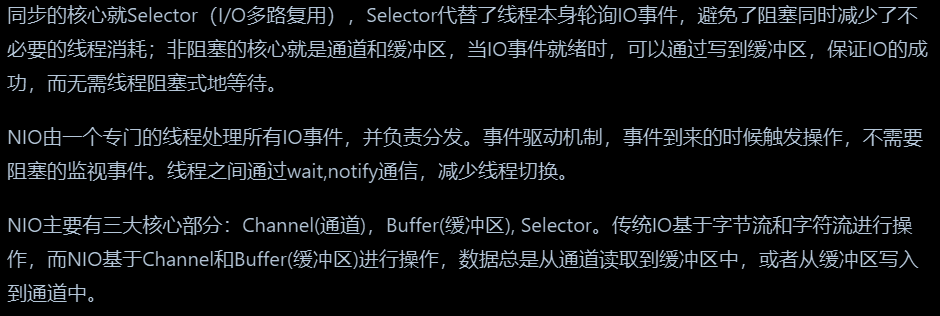 同步的核心就Selector（I/O多路复用），Selector代替了线程本身轮询IO事件，避免了阻塞同时减少了不
必要的线程消耗；非阻塞的核心就是通道和缓冲区，当IO事件就绪时，可以通过写到缓冲区，保证IO的成
功，而无需线程阻塞式地等待。
NIO由一个专门的线程处理所有IO事件，并负责分发。事件驱动机制，事件到来的时候触发操作，不需要
阻塞的监视事件。线程之间通过wait,notify通信，减少线程切换。
NIO主要有三大核心部分：Channel(通道)，Buffer(缓冲区), Selector。传统IO基于字节流和字符流进行操
作，而NIO基于Channel和Buffer(缓冲区)进行操作，数据总是从通道读取到缓冲区中，或者从缓冲区写入
到通道中。